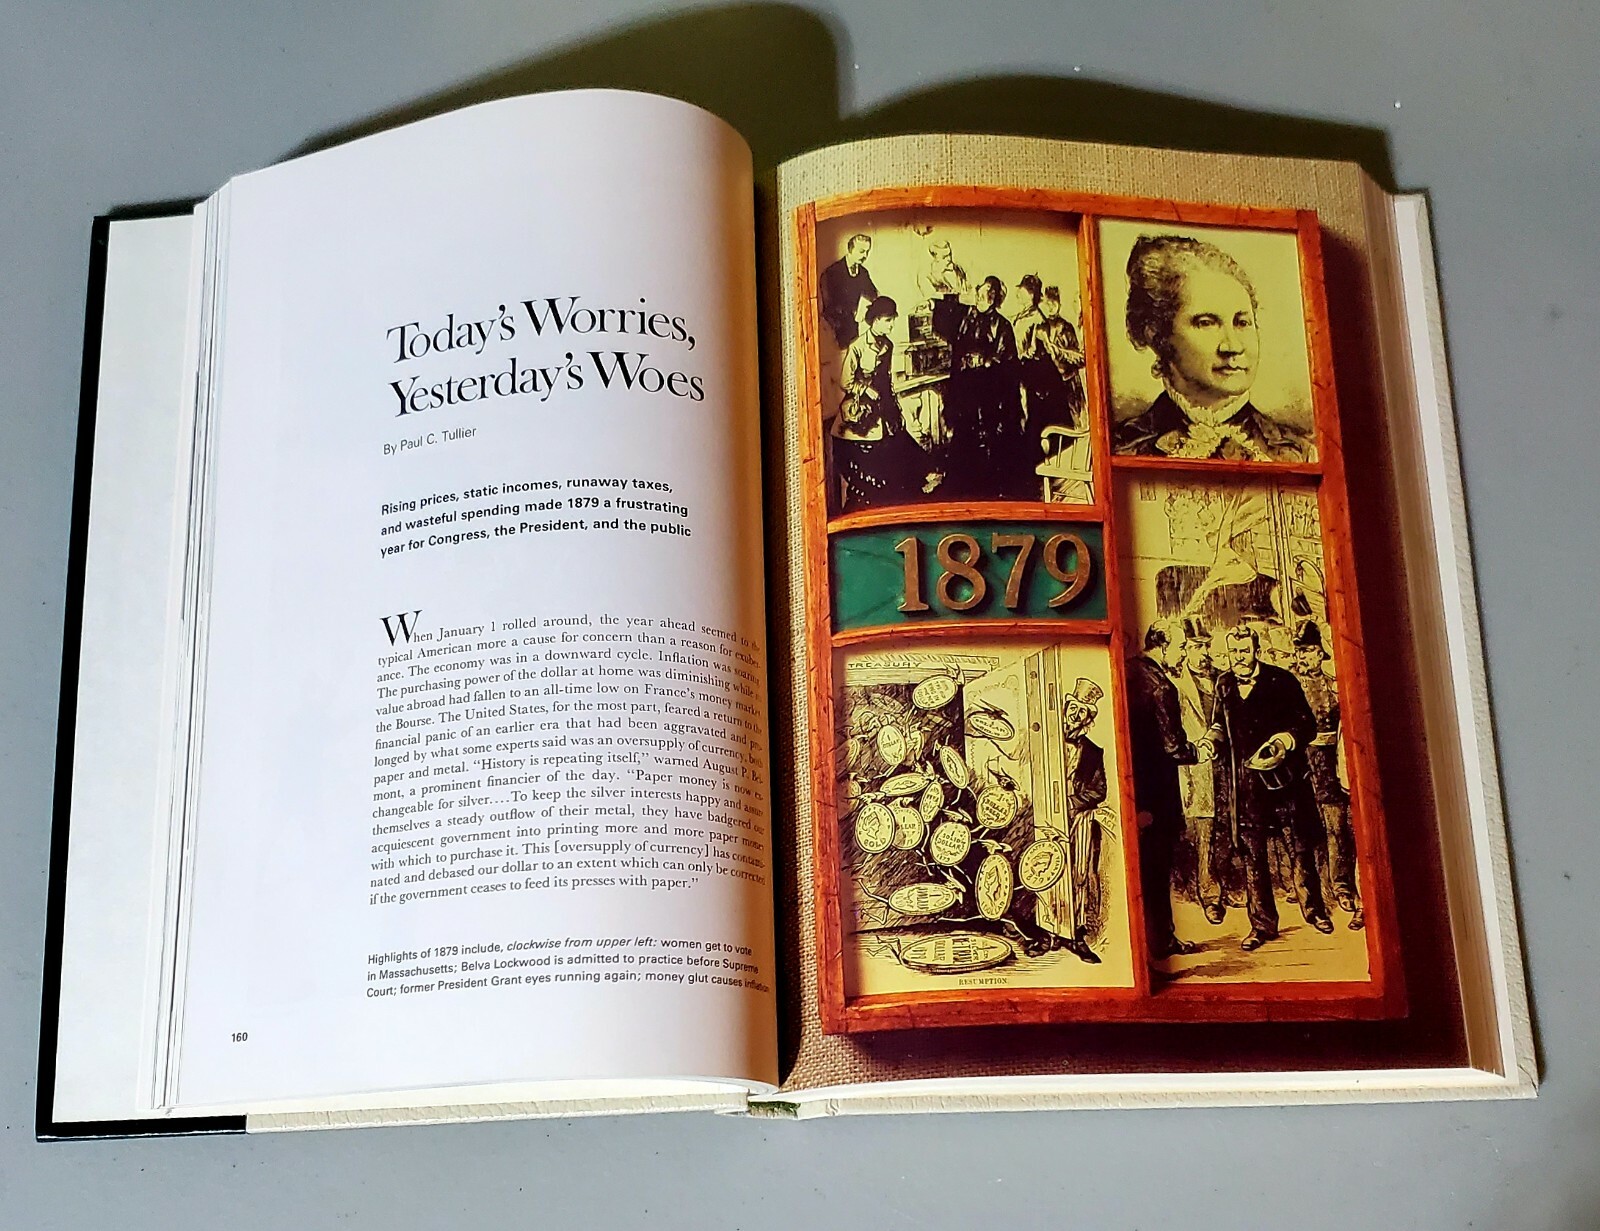 Today's Worries,
Yesterday's Woes
By Paul C. Tullier
Rising prices, static incomes, runaway taxes,
and wasteful spending made 1879 a frustrating
year for Congress, the President, and the public
When January 1 rolled around, the year ahead seemed to the
typical American more a cause for concern than a reason for exuber-
ance. The economy was in a downward cycle. Inflation was soaring.
The purchasing power of the dollar at home was diminishing while
value abroad had fallen to an all-time low on France's money market,
the Bourse. The United States, for the most part, feared a return to the
financial panic of an earlier era that had been aggravated and pro-
longed by what some experts said was an oversupply of currency, both
paper and metal. "History is repeating itself," warned August P. Bel-
mont, a prominent financier of the day. "Paper money is now ex-
changeable for silver....To keep the silver interests happy and assure
themselves a steady outflow of their metal, they have badgered our
acquiescent government into printing more and more paper money
with which to purchase it. This [oversupply of currency] has contami-
nated and debased our dollar to an extent which can only be corrected
if the government ceases to feed its presses with paper."
Highlights of 1879 include, clockwise from upper left: women get to vote
in Massachusetts; Belva Lockwood is admitted to practice before Supreme
Court; former President Grant eyes running again; money glut causes inflation
160
1879
TREASURY
GOLD
DOLLARS
RESUMPTION.